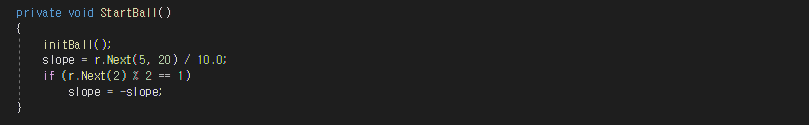 private void StartBall()
{
initBall();
slope = r.Next(5, 20) / 10.0;
if (r.Next(2) % 2 == 1)
slope = -slope;
}